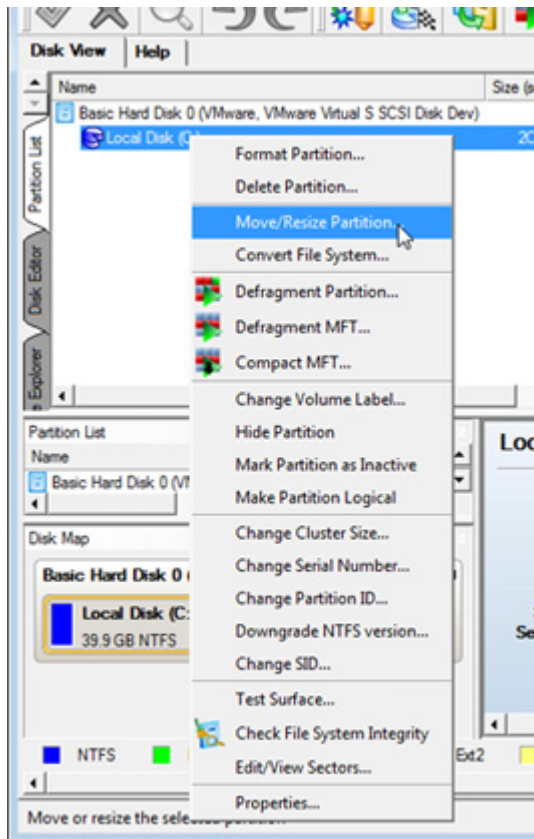 Disk View
Help
Name
Size (s
Basic Hard Disk 0 (VMware, VMware Virtual S SCSI Disk Dev)
Local Disk (C:
20
Partition List
Disk Editor
e Explorer
Format Partition...
Delete Partition...
Move/Resize Partition...
Convert File System...
Defragment Partition...
Defragment MFT...
Compact MFT...
Change Volume Label...
Hide Partition
Mark Partition as Inactive
Make Partition Logical
Change Cluster Size...
Change Serial Number...
Change Partition ID...
Downgrade NTFS version...
Change SID...
Test Surface...
Check File System Integrity
Edit/View Sectors...
Properties...
Partition List
Name
Basic Hard Disk 0 (VM
Loc
Disk Map
Basic Hard Disk 0 (
Local Disk (C:
39.9 GB NTFS
Se
NTFS
Ext2
Move or resize the selected partition